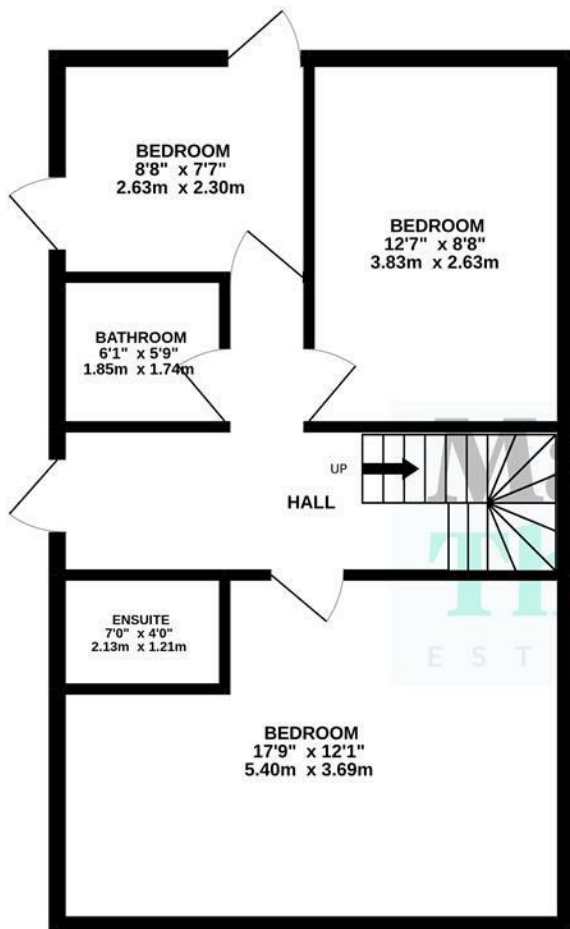 BEDROOM
8'8" x 7'7"
2.63m x 2.30m
BEDROOM
12'7" x 8'8"
3.83m x 2.63m
BATHROOM
6'1" x 5'9"
1.85m x 1.74m
UP
HALL
ENSUITE
7'0" x 4'0"
2.13m x 1.21m
BEDROOM
17'9" x 12'1"
5.40m x 3.69m